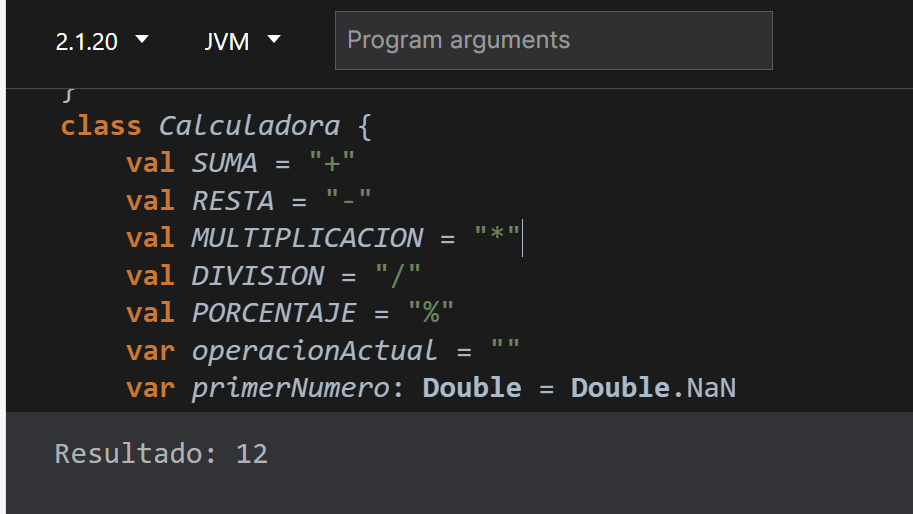 2.1.20 JVM Program arguments
}
class Calculadora {
    val SUMA = "+"
    val RESTA = "-"
    val MULTIPLICACION = "*"
    val DIVISION = "/"
    val PORCENTAJE = "%"
    var operacionActual = ""
    var primerNumero: Double = Double.NaN
Resultado: 12